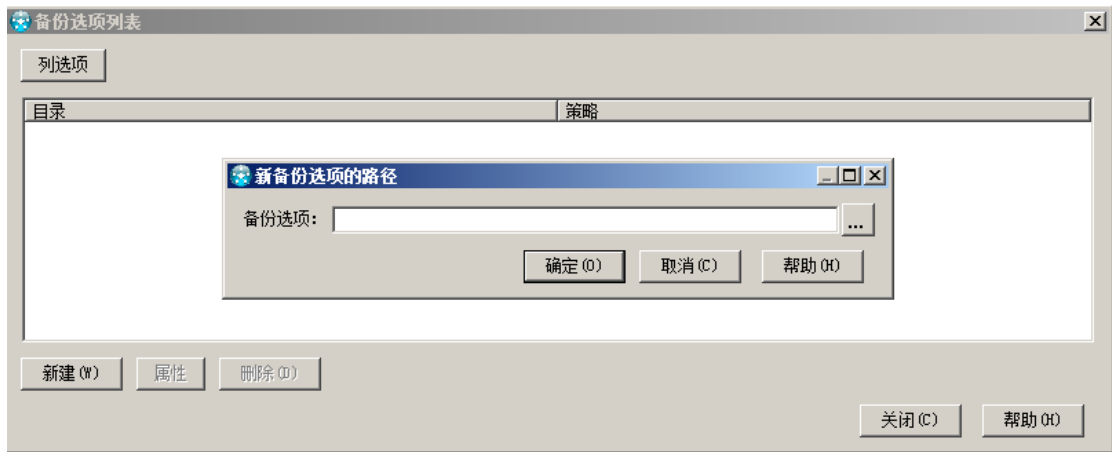 备份选项列表
列选项
目录 策略
新备份选项的路径
备份选项:
...
确定(O) 取消(C) 帮助(H)
新建(W) 属性 删除(D)
关闭(C) 帮助(H)